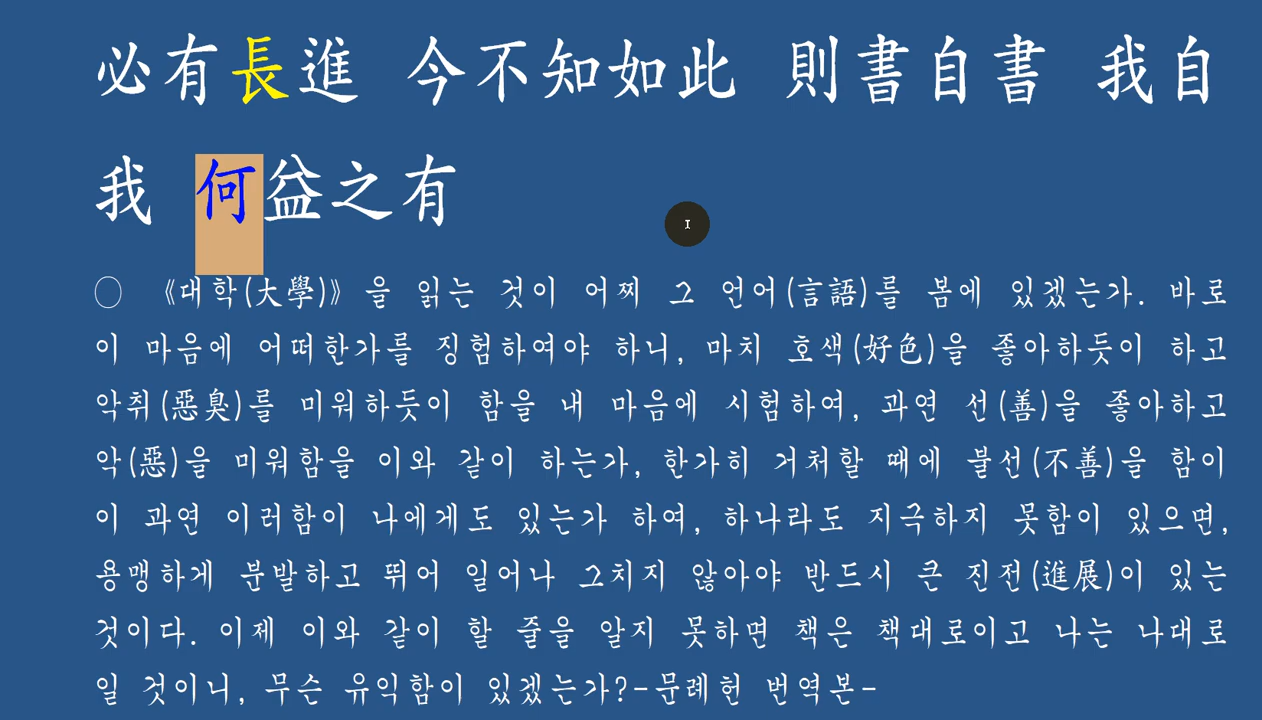 必有長進 今不知如此 則書自書 我自
我 何益之有
○ 《대학(大學)》을 읽는 것이 어찌 그 언어(言語)를 봄에 있겠는가. 바로
이 마음에 어떠한가를 징험하여야 하니, 마치 호색(好色)을 좋아하듯이 하고
악취(惡臭)를 미워하듯이 함을 내 마음에 시험하여, 과연 선(善)을 좋아하고
악(惡)을 미워함을 이와 같이 하는가, 한가히 거처할 때에 불선(不善)을 함이
이 과연 이러함이 나에게도 있는가 하여, 하나라도 지극하지 못함이 있으면,
용맹하게 분발하고 뛰어 일어나 그치지 않아야 반드시 큰 진전(進展)이 있는
것이다. 이제 이와 같이 할 줄을 알지 못하면 책은 책대로이고 나는 나대로
일 것이니, 무슨 유익함이 있겠는가?-문례헌 번역본-